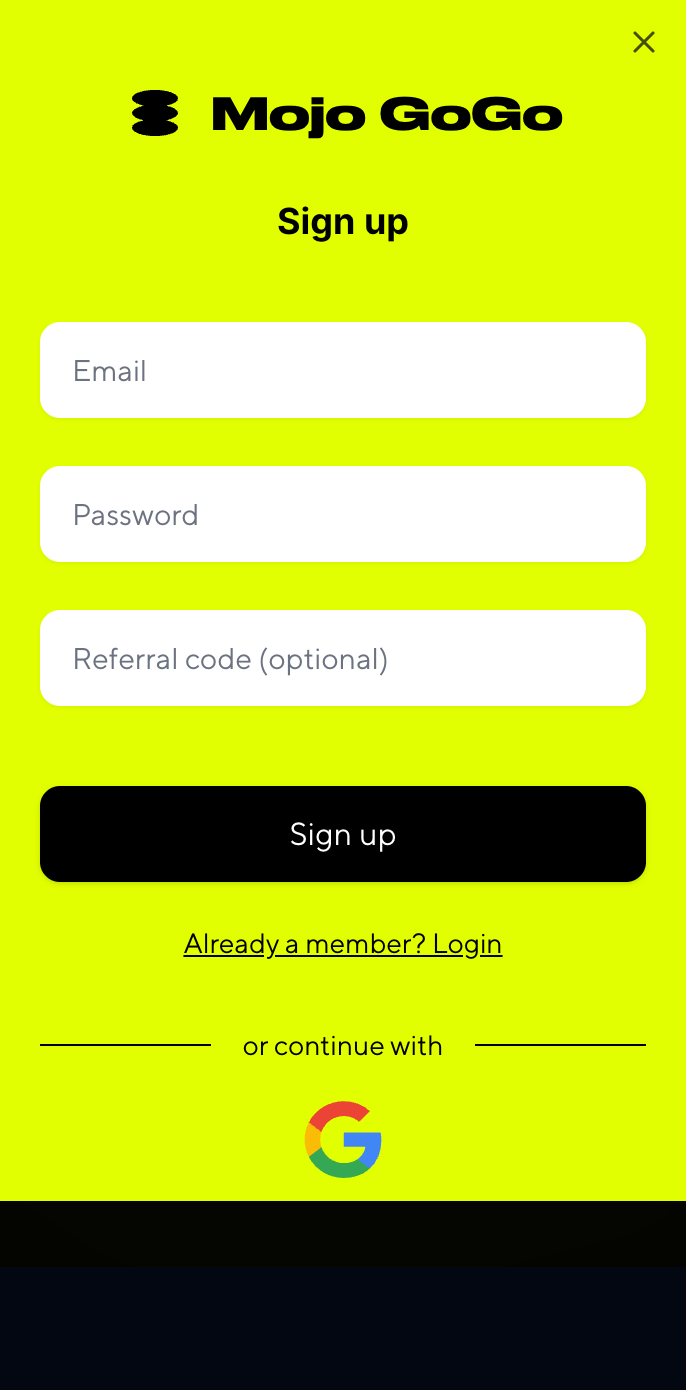 Mojo GoGo
Sign up
Email
Password
Referral code (optional)
Sign up
Already a member? Login
or continue with